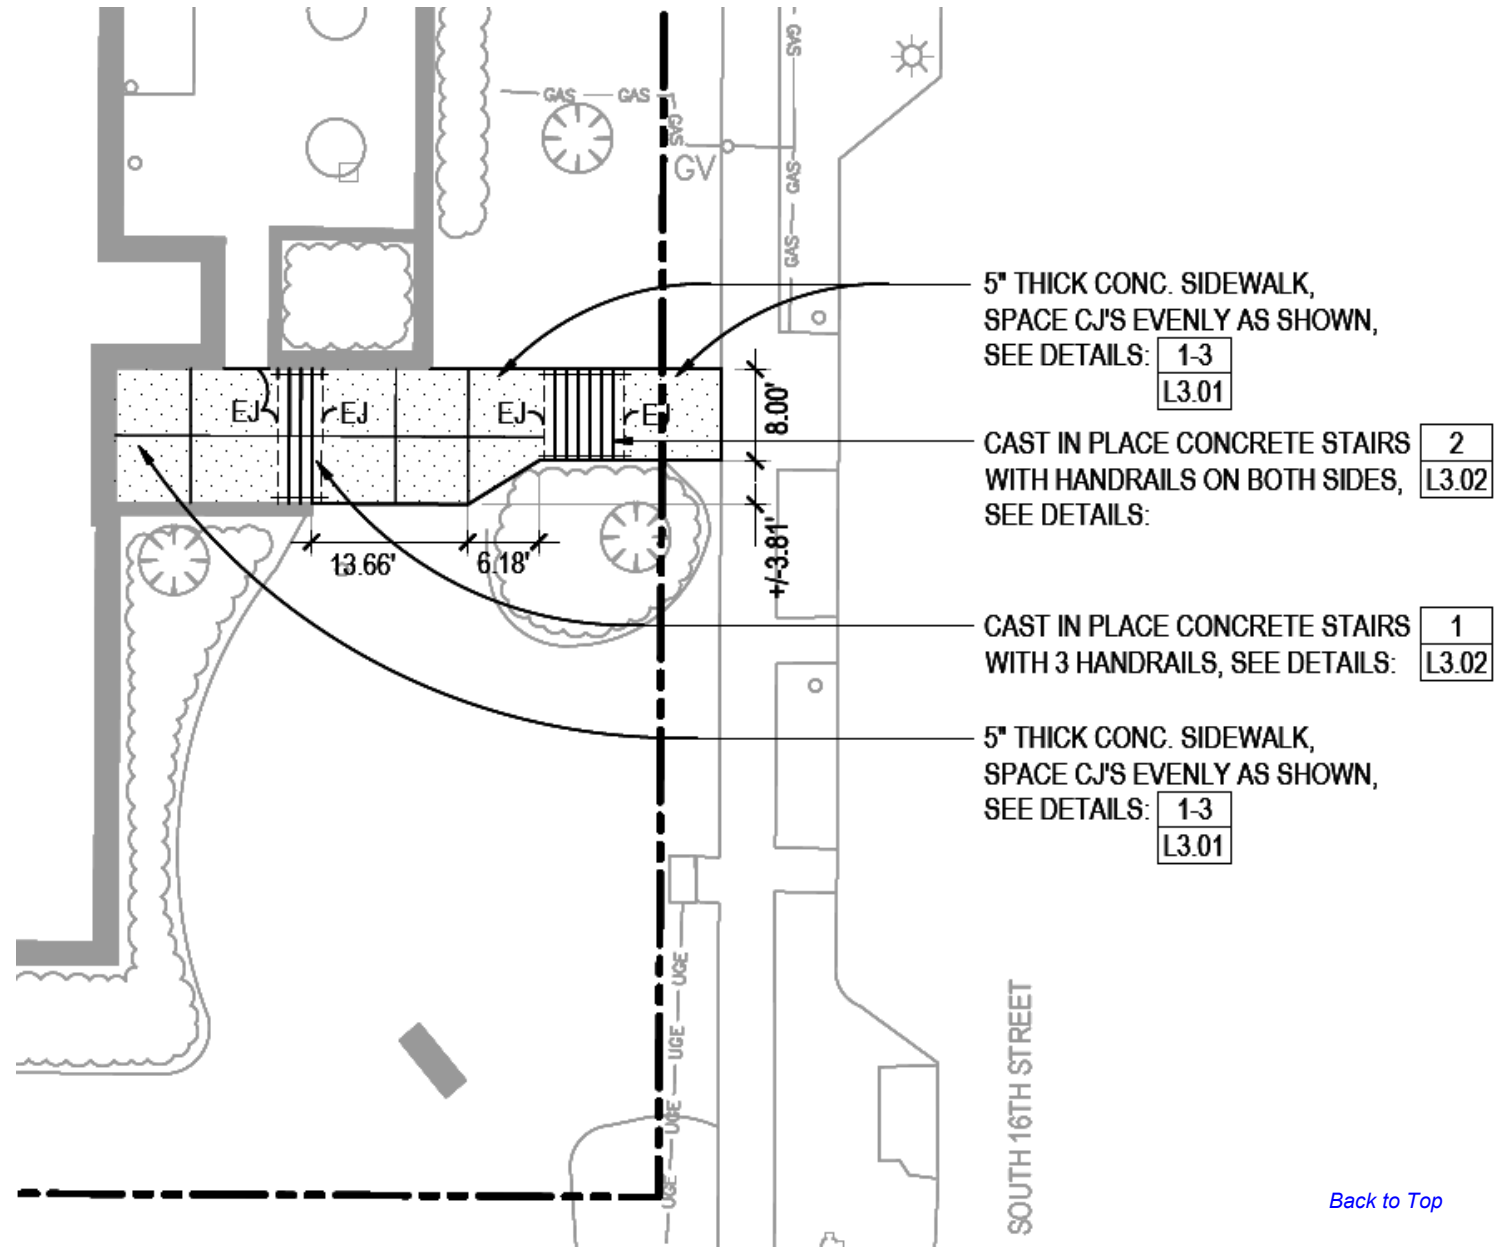 GAS
GAS
GAS
GAS
GV
GAS
GAS
5" THICK CONC. SIDEWALK,
SPACE CJ'S EVENLY AS SHOWN,
SEE DETAILS: 1-3
L3.01
EJ
EJ
EJ
EJ
8.00'
CAST IN PLACE CONCRETE STAIRS 2
WITH HANDRAILS ON BOTH SIDES, L3.02
SEE DETAILS:
13.66'
6.18'
+/-3.81'
CAST IN PLACE CONCRETE STAIRS 1
WITH 3 HANDRAILS, SEE DETAILS: L3.02
5" THICK CONC. SIDEWALK,
SPACE CJ'S EVENLY AS SHOWN,
SEE DETAILS: 1-3
L3.01
UGE
UGE
UGE
UGE
SOUTH 16TH STREET
Back to Top